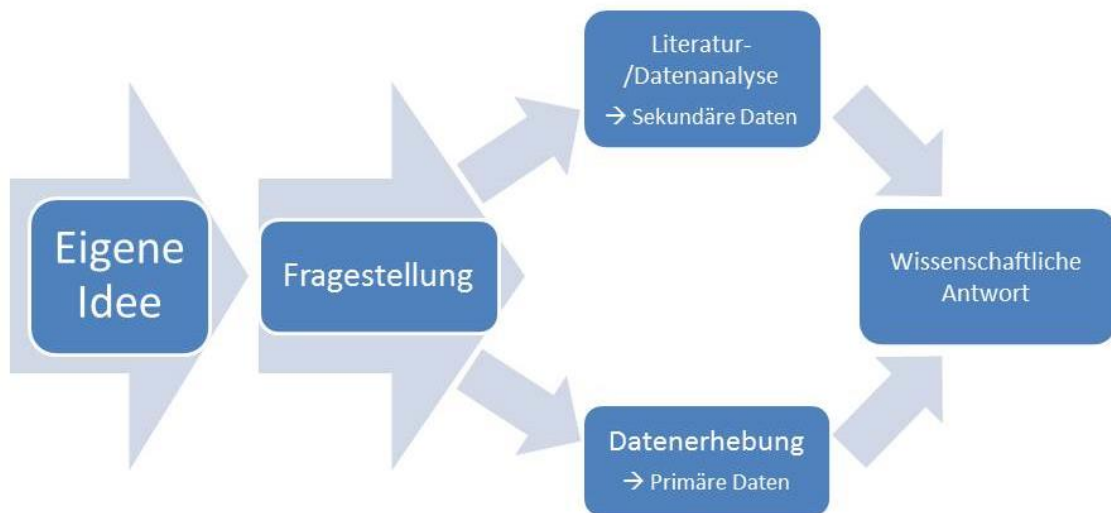 Eigene
Idee
Fragestellung
Literatur-
/Datenanalyse
→ Sekundäre Daten
Datenerhebung
→ Primäre Daten
Wissenschaftliche
Antwort